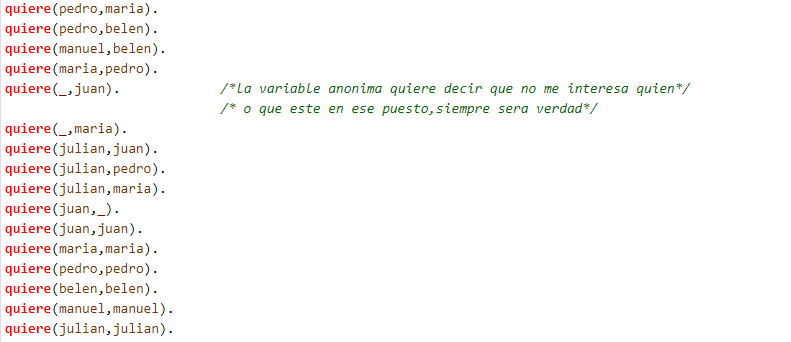 quiere(pedro,maria).
quiere(pedro,belen).
quiere(manuel,belen).
quiere(maria,pedro).
quiere(_,juan). /*la variable anonima quiere decir que no me interesa quien*/
/* o que este en ese puesto,siempre sera verdad*/
quiere(_,maria).
quiere(julian,juan).
quiere(julian,pedro).
quiere(julian,maria).
quiere(juan,_).
quiere(juan,juan).
quiere(maria,maria).
quiere(pedro,pedro).
quiere(belen,belen).
quiere(manuel,manuel).
quiere(julian,julian).